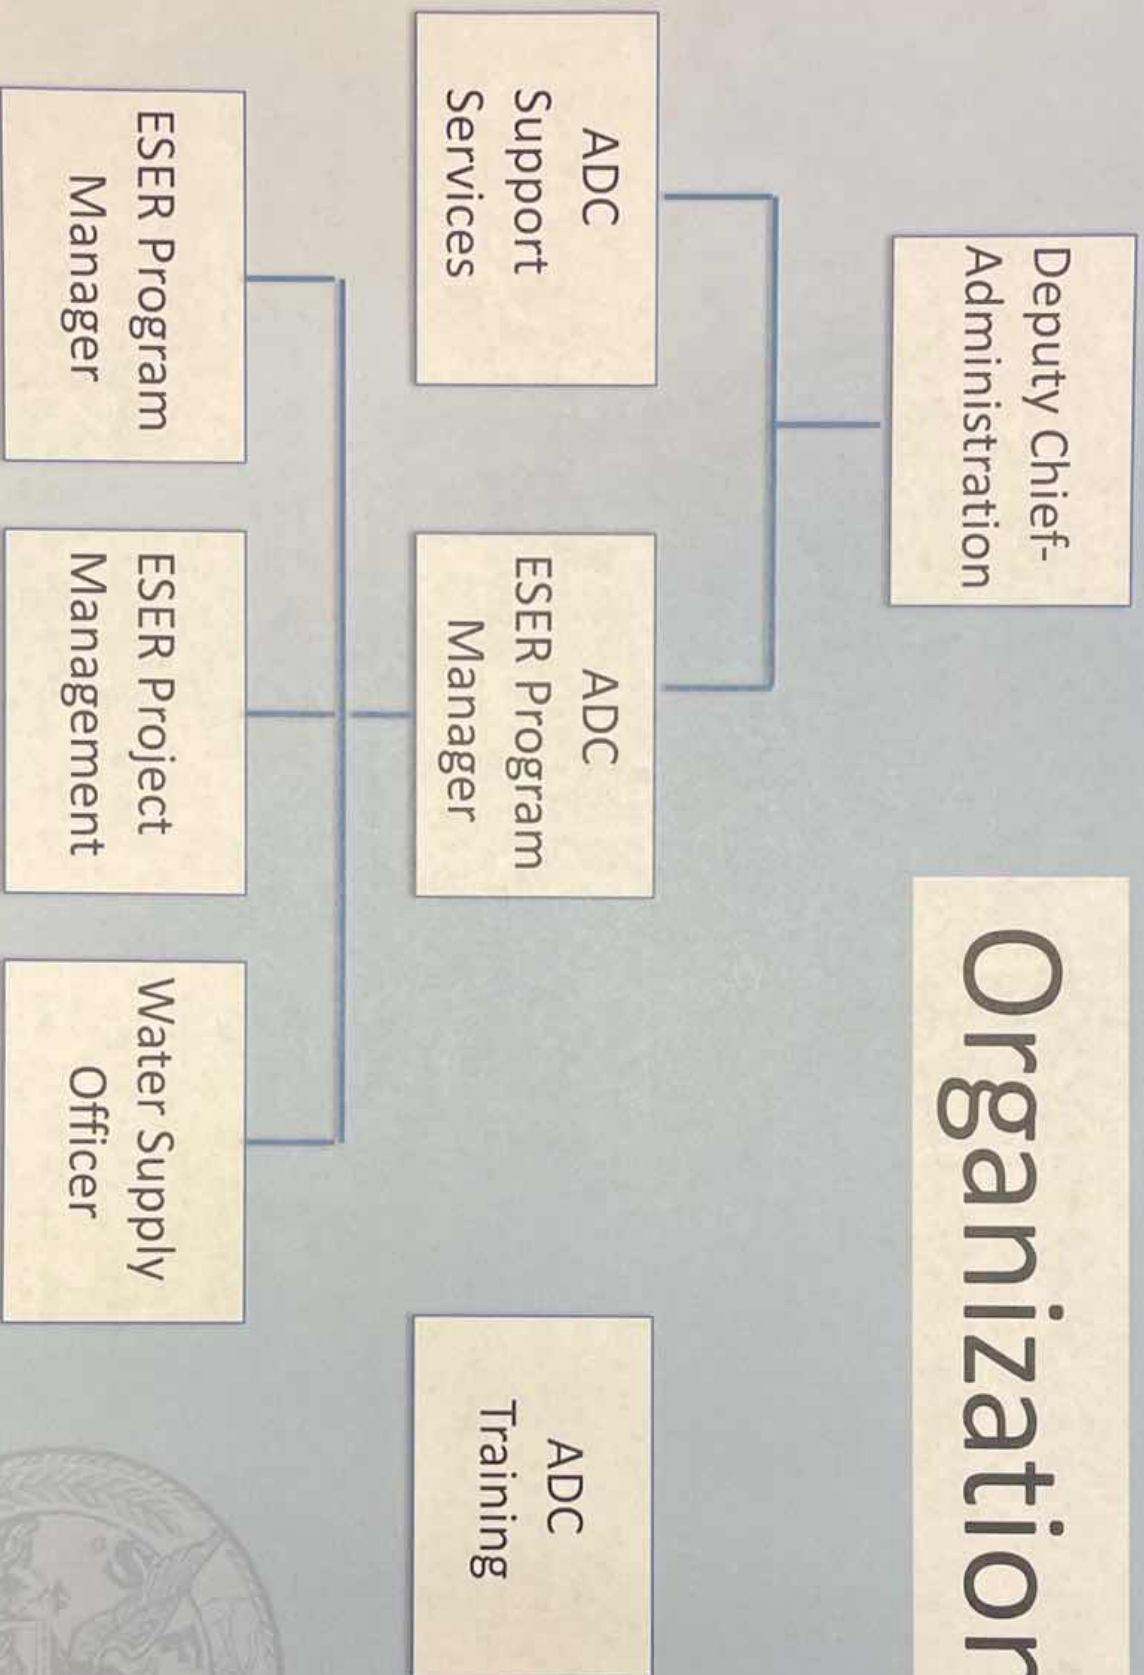 Organization
Deputy Chief-
Administration
ADC
Support
Services
ADC
ESER Program
Manager
ADC
Training
ESER Program
Manager
ESER Project
Management
Water Supply
Officer